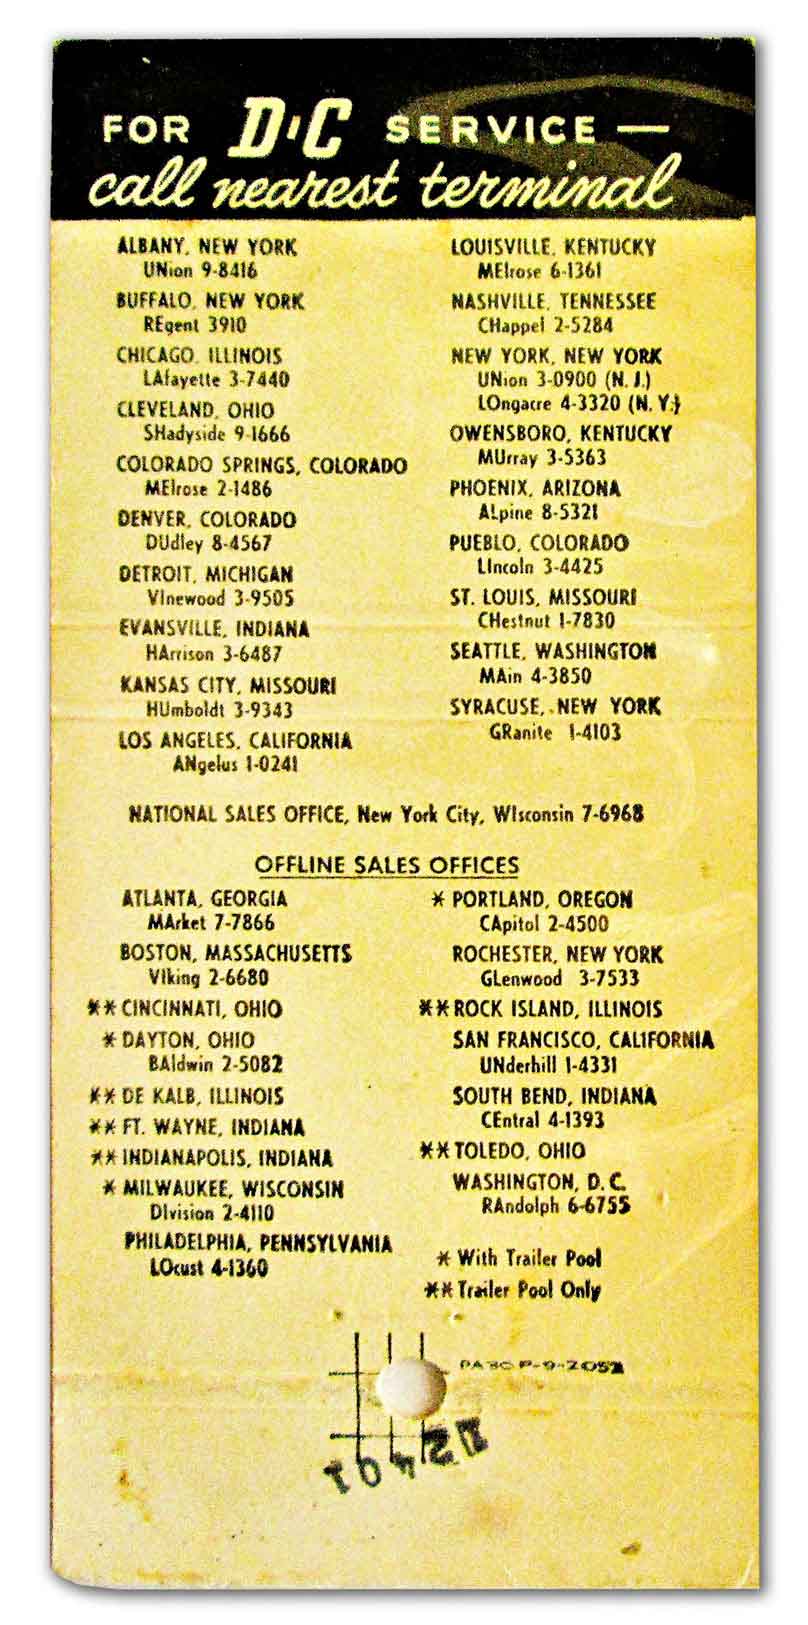 FOR D·C SERVICE —
call nearest terminal
ALBANY, NEW YORK
UNion 9-8416
BUFFALO, NEW YORK
REgent 3910
CHICAGO, ILLINOIS
LAfayette 3-7440
CLEVELAND, OHIO
SHadyside 9-1666
COLORADO SPRINGS, COLORADO
MElrose 2-1486
DENVER, COLORADO
DUdley 8-4567
DETROIT, MICHIGAN
VInewood 3-9505
EVANSVILLE, INDIANA
HArrison 3-6487
KANSAS CITY, MISSOURI
HUmboldt 3-9343
LOS ANGELES, CALIFORNIA
ANgelus 1-0241
LOUISVILLE, KENTUCKY
MElrose 6-1361
NASHVILLE, TENNESSEE
CHappel 2-5284
NEW YORK, NEW YORK
UNion 3-0900 (N. J.)
LOngacre 4-3320 (N. Y.)
OWENSBORO, KENTUCKY
MUrray 3-5363
PHOENIX, ARIZONA
ALpine 8-5321
PUEBLO, COLORADO
LIncoln 3-4425
ST. LOUIS, MISSOURI
CHestnut 1-7830
SEATTLE, WASHINGTON
MAin 4-3850
SYRACUSE, NEW YORK
GRanite 1-4103
NATIONAL SALES OFFICE, New York City, WIsconsin 7-6968
OFFLINE SALES OFFICES
ATLANTA, GEORGIA
MArket 7-7866
BOSTON, MASSACHUSETTS
VIking 2-6680
** CINCINNATI, OHIO
* DAYTON, OHIO
BAldwin 2-5082
** DE KALB, ILLINOIS
** FT. WAYNE, INDIANA
** INDIANAPOLIS, INDIANA
* MILWAUKEE, WISCONSIN
DIvision 2-4110
PHILADELPHIA, PENNSYLVANIA
LOcust 4-1360
* PORTLAND, OREGON
CApitol 2-4500
ROCHESTER, NEW YORK
GLenwood 3-7533
** ROCK ISLAND, ILLINOIS
SAN FRANCISCO, CALIFORNIA
UNderhill 1-4331
SOUTH BEND, INDIANA
CEntral 4-1393
** TOLEDO, OHIO
WASHINGTON, D. C.
RAndolph 6-6755
* With Trailer Pool
** Trailer Pool Only